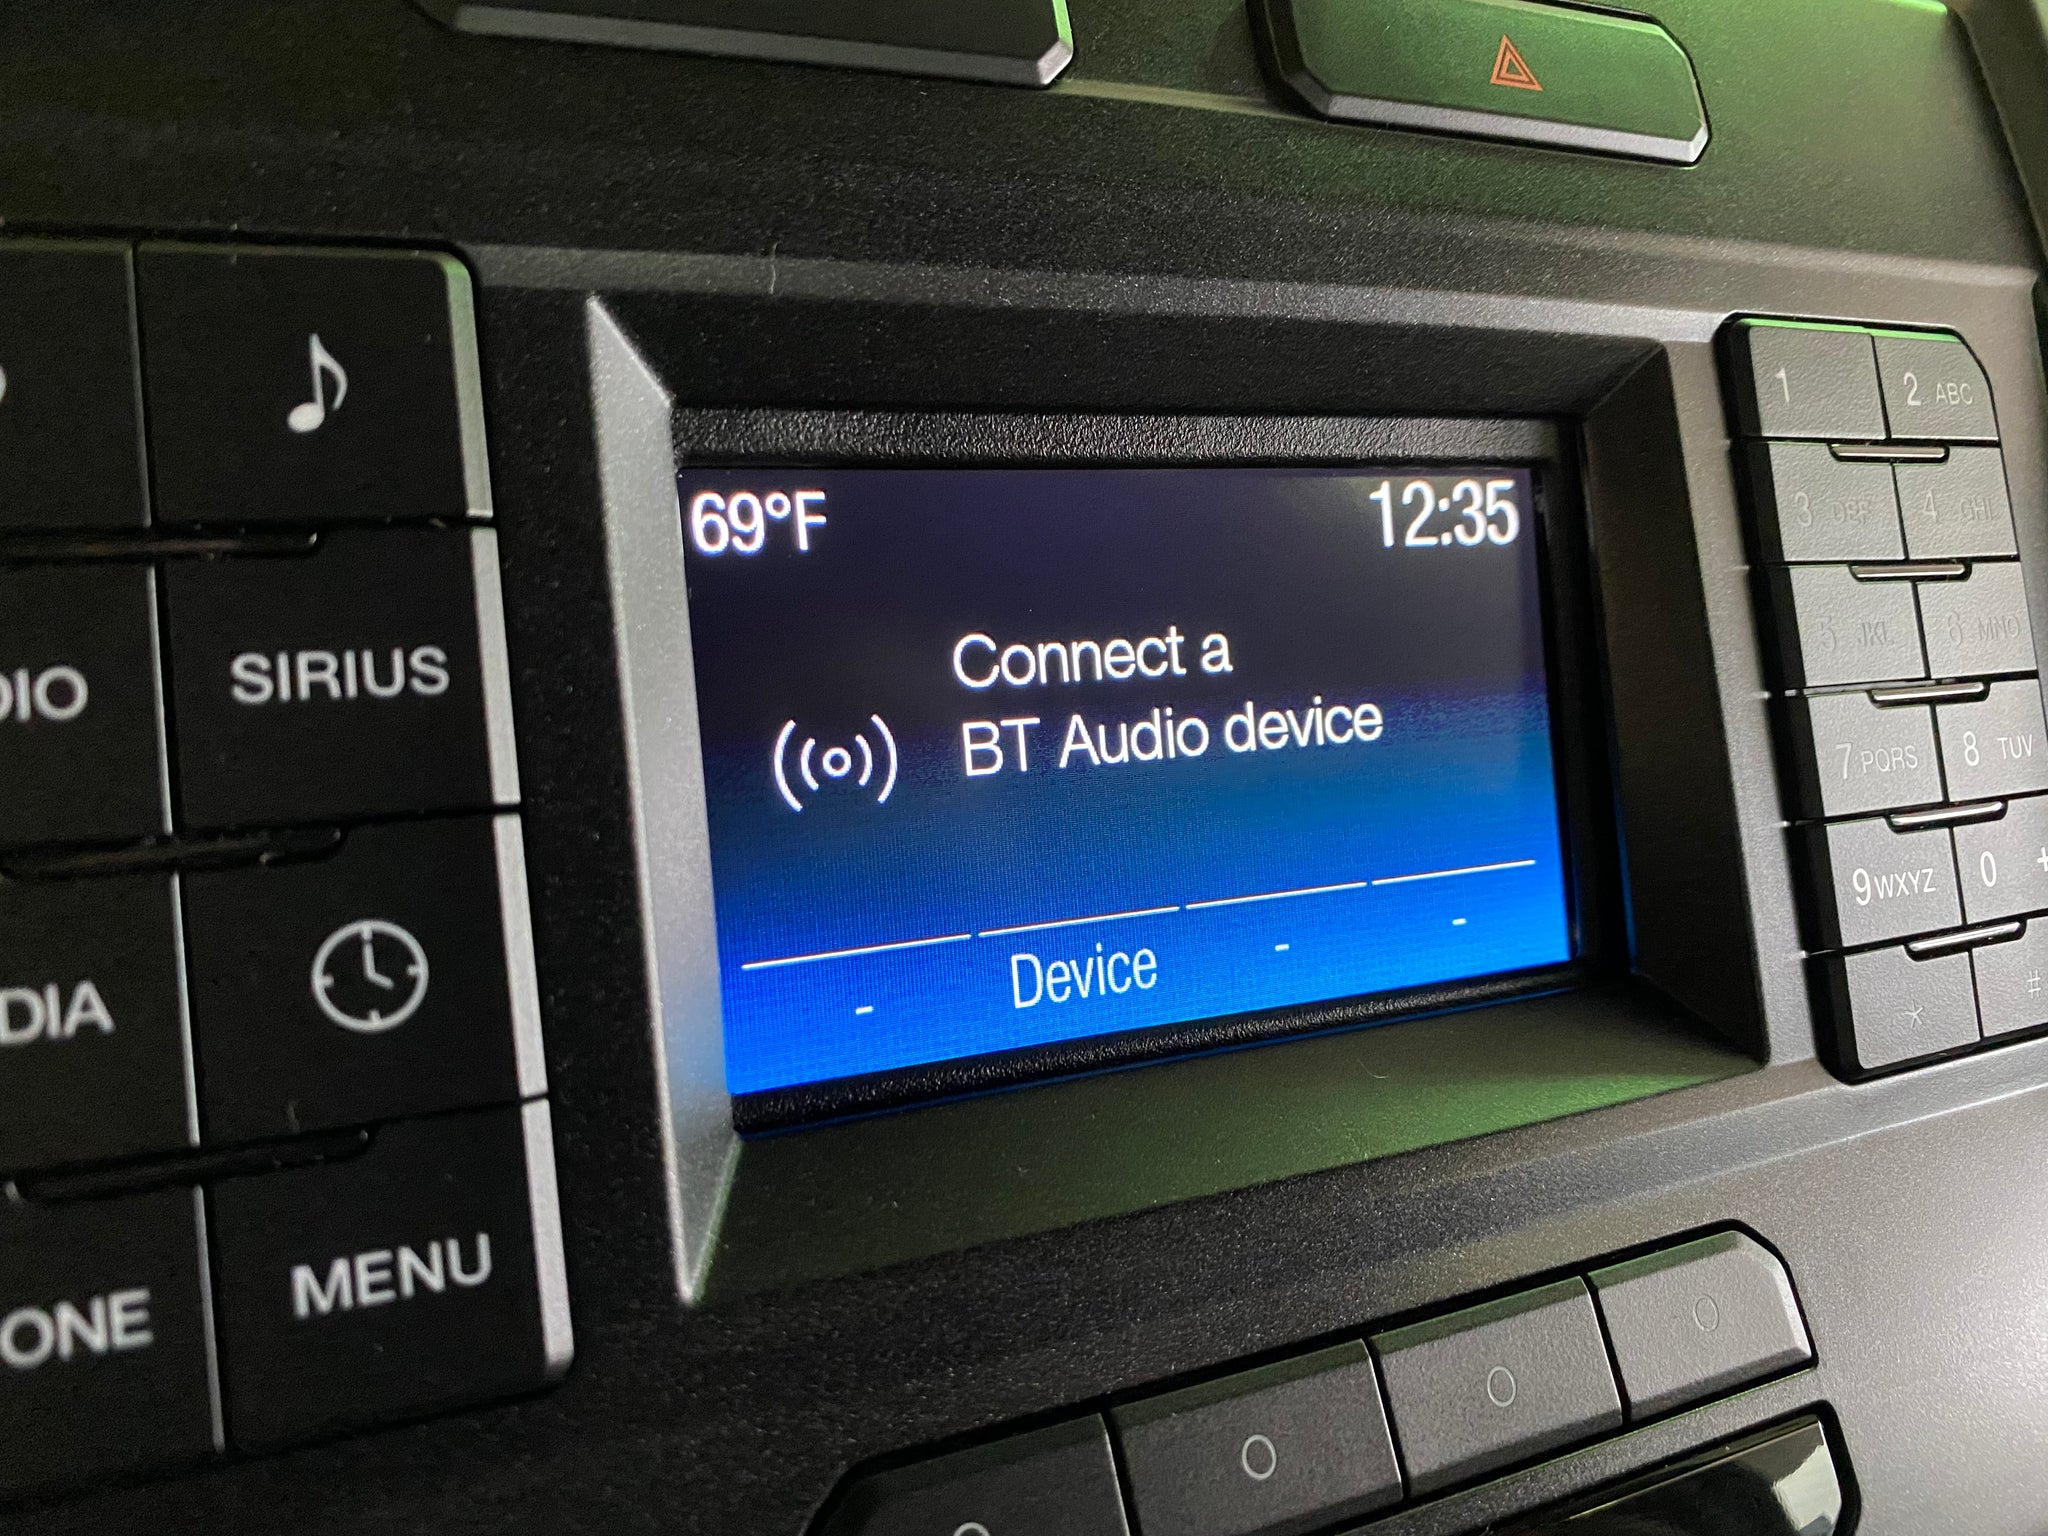 69°F
12:35
Connect a
BT Audio device
-
Device
-
-
DIO
SIRIUS
DIA
ONE
MENU
1
2 ABC
3 DEF
4 GHI
5 JKL
6 MNO
7 PQRS
8 TUV
9 WXYZ
0 +
*
#